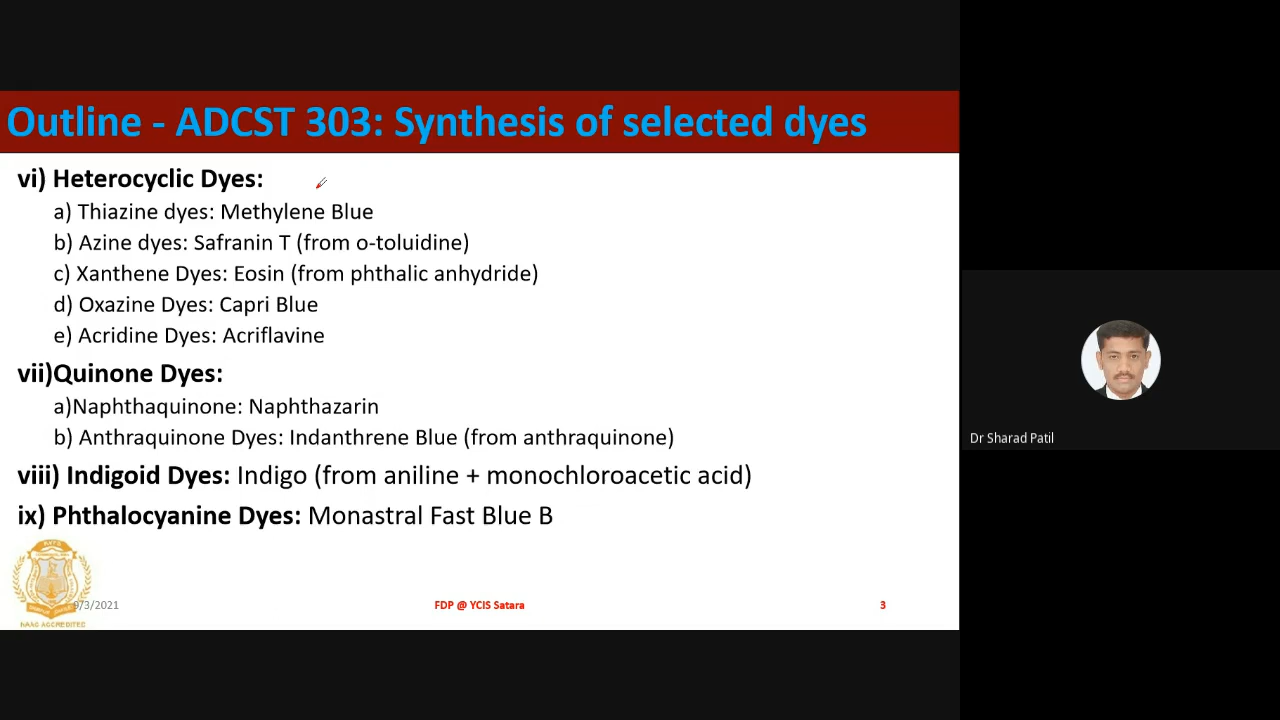 Outline - ADCST 303: Synthesis of selected dyes
vi) Heterocyclic Dyes:
a) Thiazine dyes: Methylene Blue
b) Azine dyes: Safranin T (from o-toluidine)
c) Xanthene Dyes: Eosin (from phthalic anhydride)
d) Oxazine Dyes: Capri Blue
e) Acridine Dyes: Acriflavine
vii)Quinone Dyes:
a)Naphthaquinone: Naphthazarin
b) Anthraquinone Dyes: Indanthrene Blue (from anthraquinone)
viii) Indigoid Dyes: Indigo (from aniline + monochloroacetic acid)
ix) Phthalocyanine Dyes: Monastral Fast Blue B
9/3/2021
FDP @ YCIS Satara
3
NAAC ACCREDITED
Dr Sharad Patil